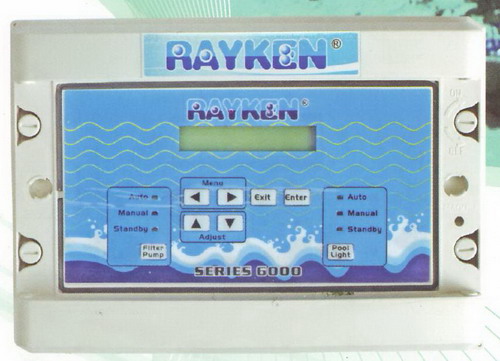 RAYKEN®
RAYKEN®
Menu
Exit
Enter
Adjust
Auto
Manual
Standby
Filter
Pump
Auto
Manual
Standby
Pool
Light
SERIES 6000